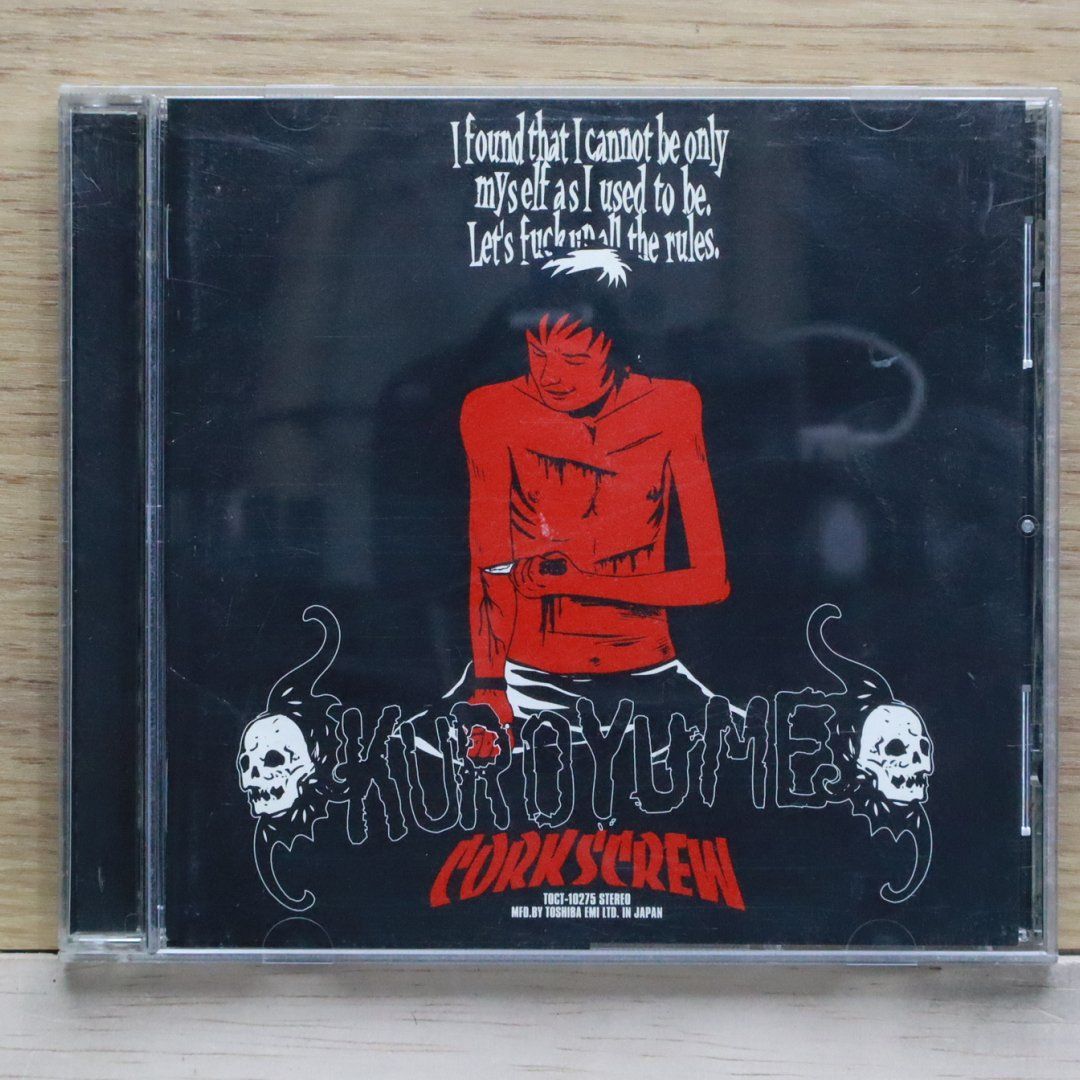 I found that I cannot be only
myself as I used to be.
Let's fuck up all the rules.
KUROYUME
CORKSCREW
TOCT-10275 STEREO
MFD.BY TOSHIBA EMI LTD. IN JAPAN